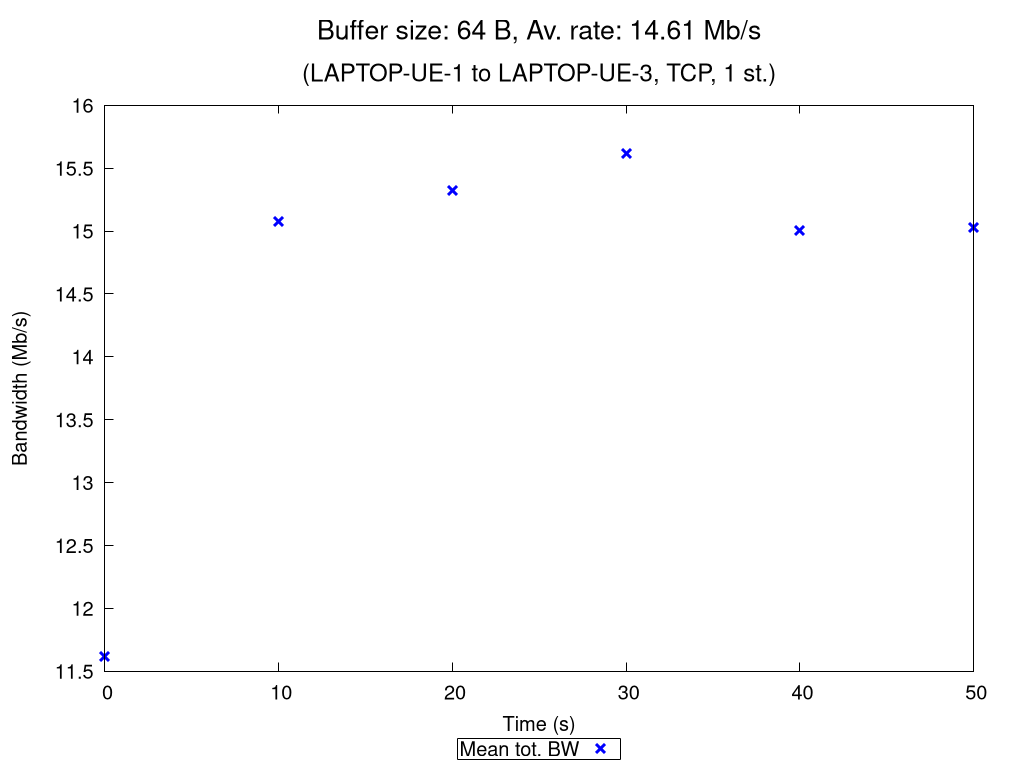 Buffer size: 64 B, Av. rate: 14.61 Mb/s
(LAPTOP-UE-1 to LAPTOP-UE-3, TCP, 1 st.)
16
15.5
15
14.5
14
13.5
13
12.5
12
11.5
Bandwidth (Mb/s)
0 10 20 30 40 50
Time (s)
Mean tot. BW